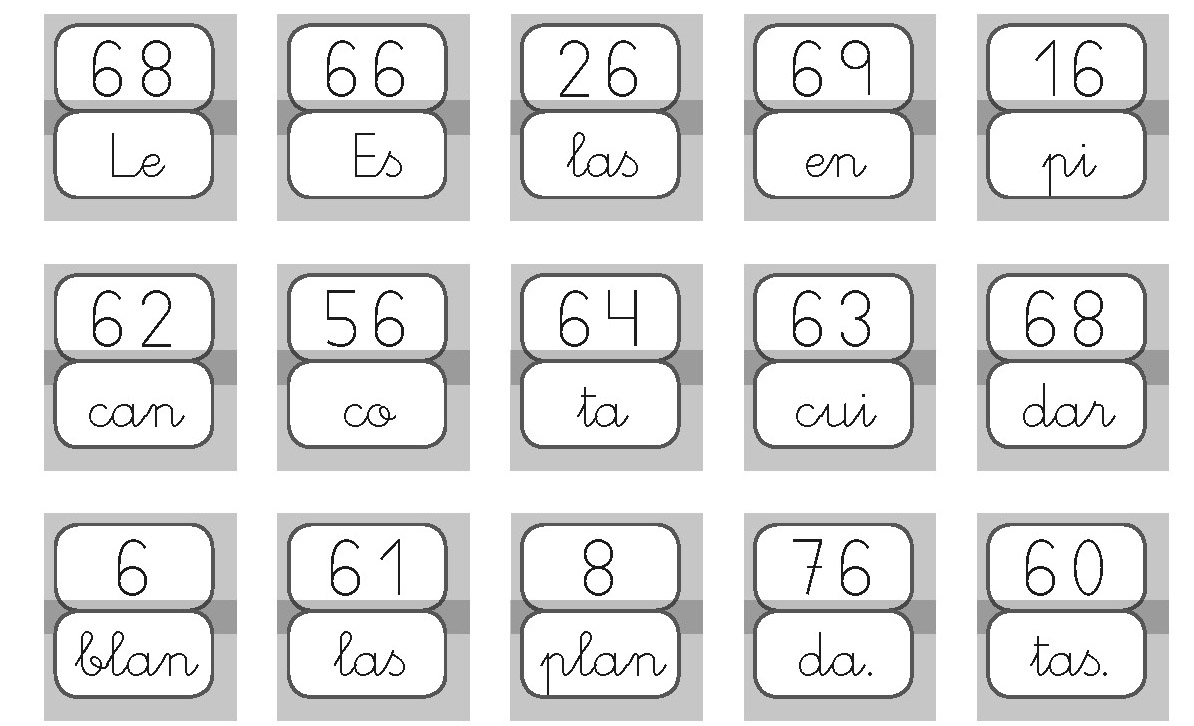 68 66 26 69 16
Le Es las en pi
62 56 64 63 68
can co ta cui dar
6 61 8 76 60
blan las plan da. tas.